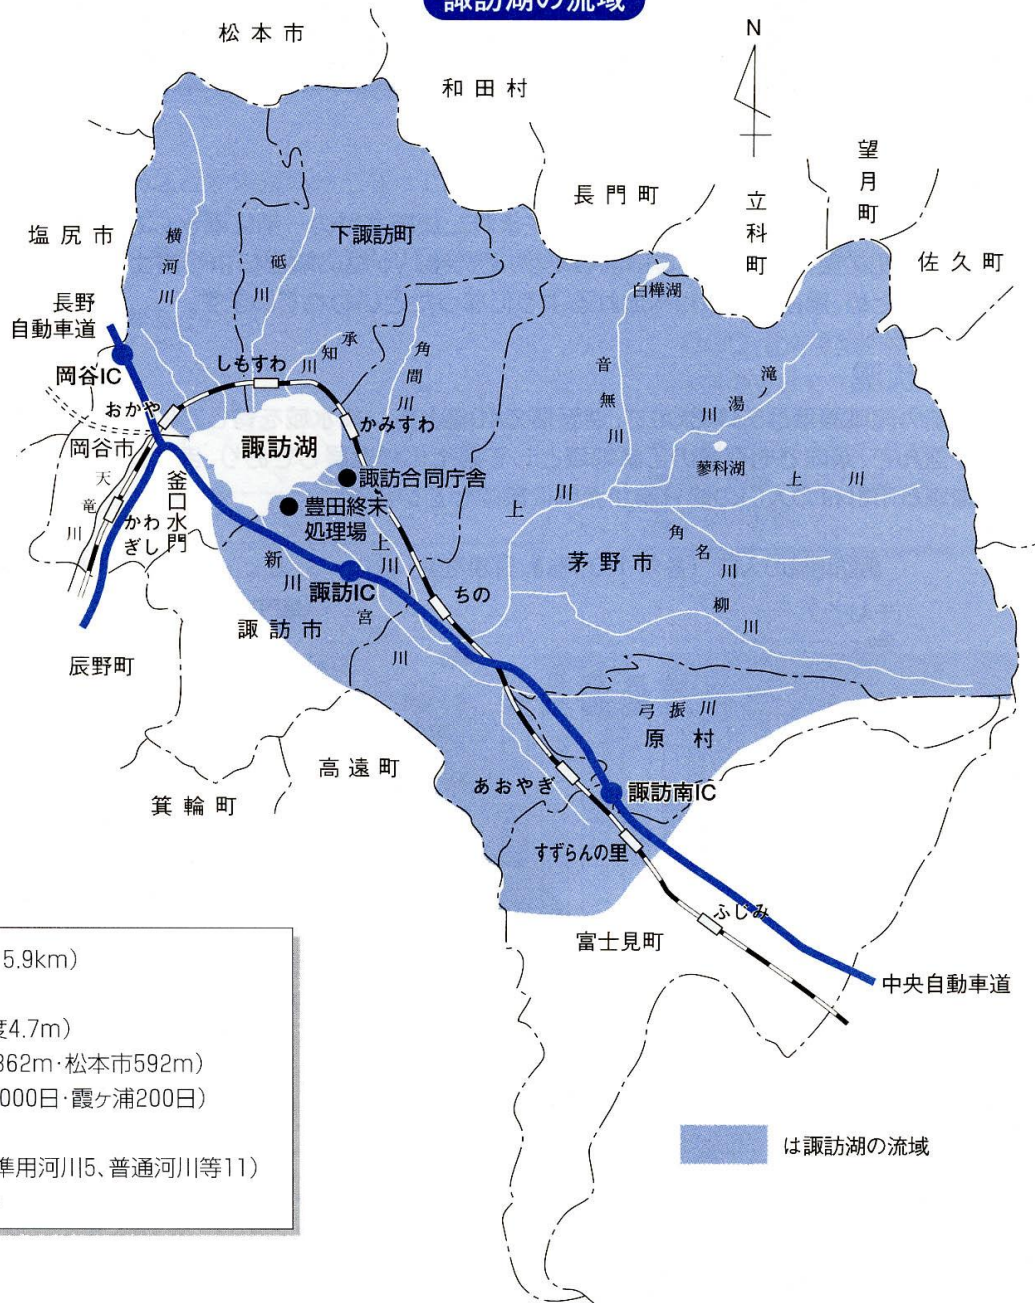 諏訪湖の流域
松本市
和田村
N
望月町
長門町
立科町
佐久町
塩尻市
横河川
砥川
下諏訪町
白樺湖
長野
自動車道
岡谷IC
しもすわ
承知川
角間川
音無川
滝ノ湯川
おかや
かみすわ
岡谷市
諏訪湖
蓼科湖
天竜川
釜口水門
諏訪合同庁舎
上川
上川
豊田終末
処理場
かわ
ぎし
新川
上川
角名川
茅野市
諏訪IC
ちの
柳川
諏訪市
宮川
辰野町
弓振川
原村
高遠町
箕輪町
あおやぎ
諏訪南IC
すずらんの里
ふじみ
富士見町
中央自動車道
5.9km）
度4.7m）
362m・松本市592m）
000日・霞ヶ浦200日）
準用河川5、普通河川等11）
は諏訪湖の流域